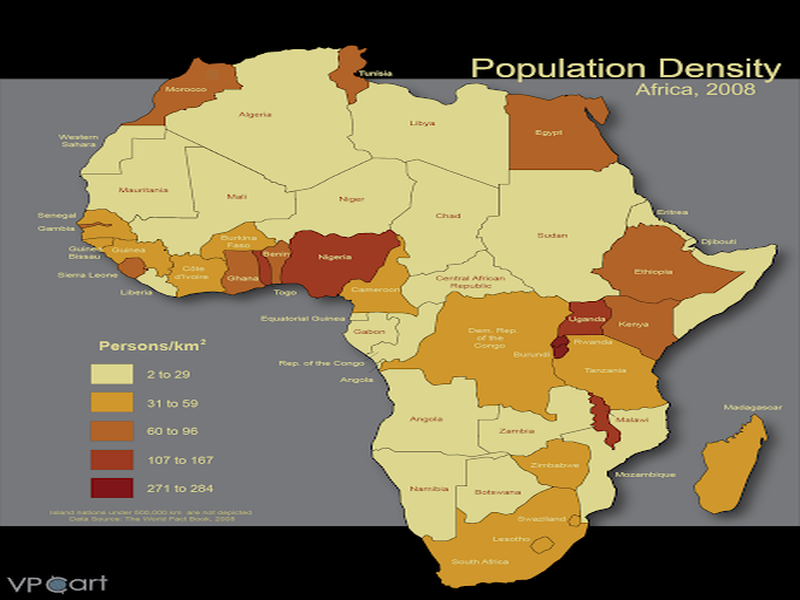 Population Density
Africa, 2008
Tunisia
Morocco
Algeria
Libya
Egypt
Western
Sahara
Mauritania
Mali
Niger
Chad
Sudan
Eritrea
Djibouti
Senegal
Gambia
Guinea
Bissau
Guinea
Sierra Leone
Liberia
Côte
d'Ivoire
Burkina
Faso
Ghana
Togo
Benin
Nigeria
Cameroon
Central African
Republic
Ethiopia
Equatorial Guinea
Gabon
Rep. of the Congo
Angola
Dem. Rep.
of the
Congo
Uganda
Kenya
Rwanda
Burundi
Tanzania
Angola
Zambia
Malawi
Mozambique
Madagascar
Zimbabwe
Namibia
Botswana
Swaziland
Lesotho
South Africa
Persons/km²
2 to 29
31 to 59
60 to 96
107 to 167
271 to 284
Island nations under 500,000 km are not depicted
Data Source: The World Fact Book, 2008
VPCart